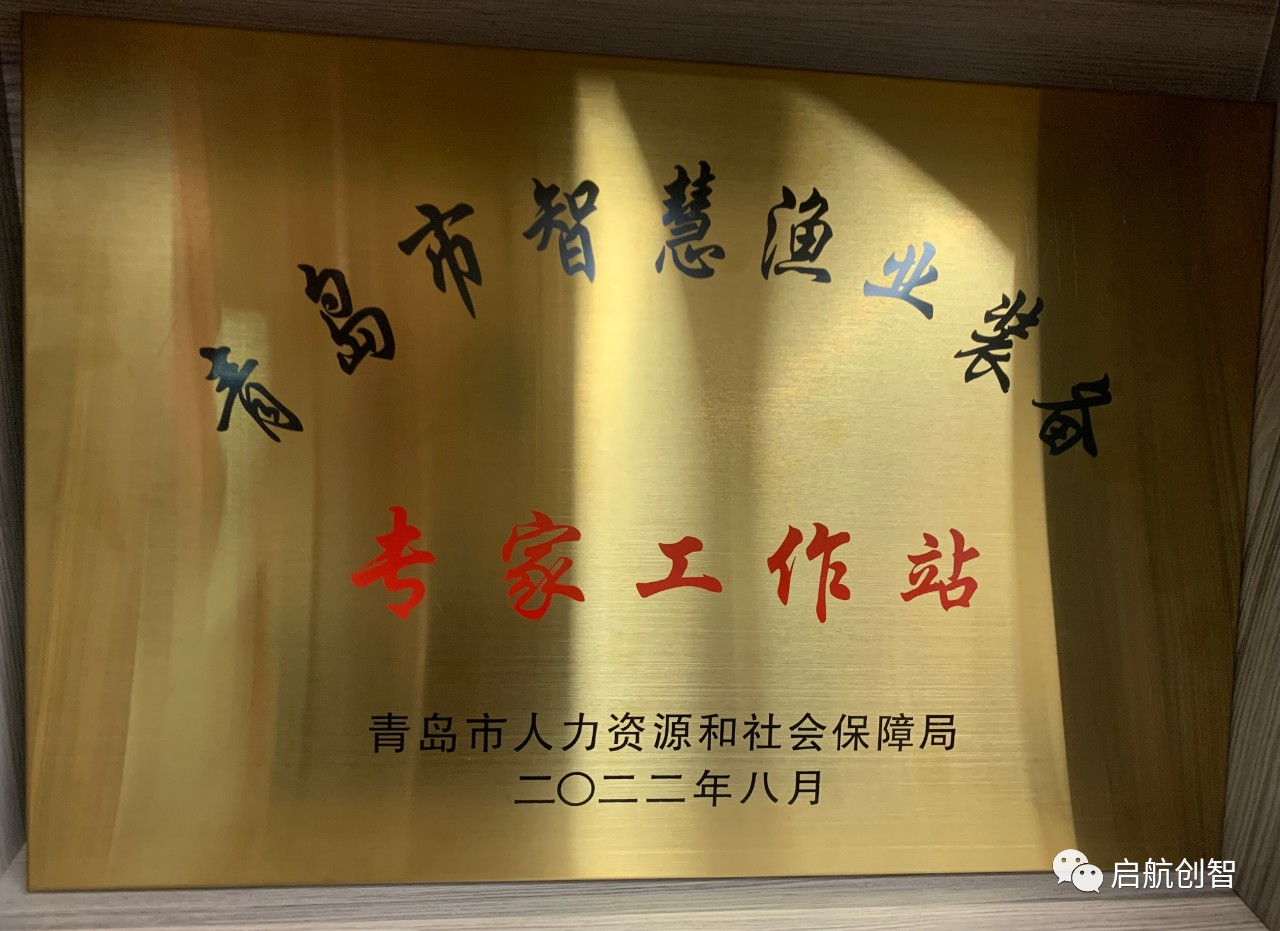 青岛市智慧渔业装备
专家工作站
青岛市人力资源和社会保障局
二〇二二年八月
启航创智